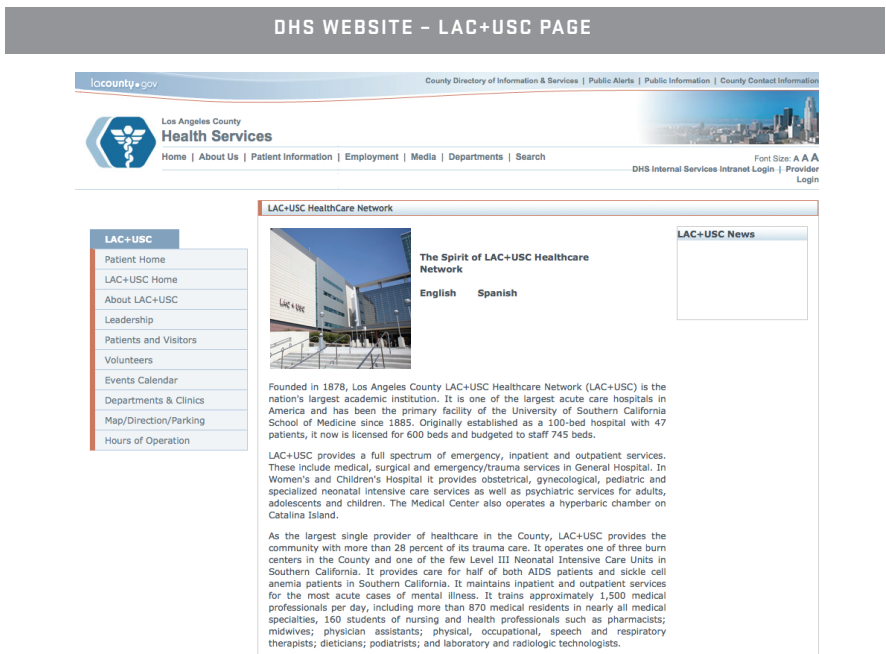 DHS WEBSITE – LAC+USC PAGE
lacounty.gov
County Directory of Information & Services | Public Alerts | Public Information | County Contact Information
Los Angeles County
Health Services
Home | About Us | Patient Information | Employment | Media | Departments | Search
Font Size: A A A
DHS Internal Services Intranet Login | Provider
Login
LAC+USC HealthCare Network
LAC+USC
Patient Home
LAC+USC Home
About LAC+USC
Leadership
Patients and Visitors
Volunteers
Events Calendar
Departments & Clinics
Map/Direction/Parking
Hours of Operation
LAC + USC
The Spirit of LAC+USC Healthcare
Network
English Spanish
LAC+USC News
Founded in 1878, Los Angeles County LAC+USC Healthcare Network (LAC+USC) is the
nation's largest academic institution. It is one of the largest acute care hospitals in
America and has been the primary facility of the University of Southern California
School of Medicine since 1885. Originally established as a 100-bed hospital with 47
patients, it now is licensed for 600 beds and budgeted to staff 745 beds.
LAC+USC provides a full spectrum of emergency, inpatient and outpatient services.
These include medical, surgical and emergency/trauma services in General Hospital. In
Women's and Children's Hospital it provides obstetrical, gynecological, pediatric and
specialized neonatal intensive care services as well as psychiatric services for adults,
adolescents and children. The Medical Center also operates a hyperbaric chamber on
Catalina Island.
As the largest single provider of healthcare in the County, LAC+USC provides the
community with more than 28 percent of its trauma care. It operates one of three burn
centers in the County and one of the few Level III Neonatal Intensive Care Units in
Southern California. It provides care for half of both AIDS patients and sickle cell
anemia patients in Southern California. It maintains inpatient and outpatient services
for the most acute cases of mental illness. It trains approximately 1,500 medical
professionals per day, including more than 870 medical residents in nearly all medical
specialties, 160 students of nursing and health professionals such as pharmacists;
midwives; physician assistants; physical, occupational, speech and respiratory
therapists; dieticians; podiatrists; and laboratory and radiologic technologists.